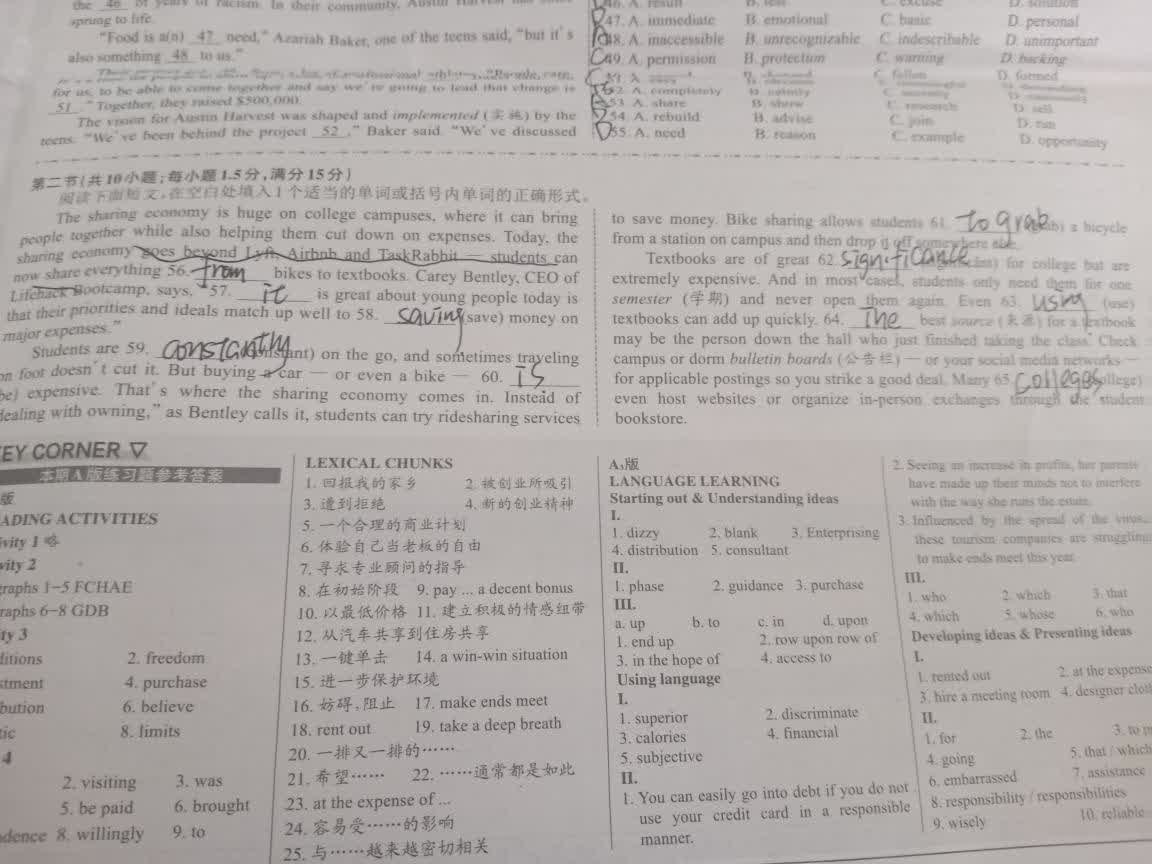 the 46 of years of racism. In their community, Austin Harvest has
sprung to life.
"Food is a(n) 47 need," Azariah Baker, one of the teens said, "but it's
also something 48 to us."
for us, to be able to come together and say we're going to lead that change is
51 ." Together, they raised $500,000.
The vision for Austin Harvest was shaped and implemented (实施) by the
teens. "We've been behind the project 52 ," Baker said. "We've discussed
46. A. result B. test C. excuse D. solution
47. A. immediate B. emotional C. basic D. personal
48. A. inaccessible B. unrecognizable C. indescribable D. unimportant
49. A. permission B. protection C. warning D. backing
D. formed
52. A. completely
53. A. share B. show C. research D. sell
54. A. rebuild B. advise C. join D. run
55. A. need B. reason C. example D. opportunity
第二节(共10小题;每小题1.5分,满分15分)
阅读下面短文,在空白处填入1个适当的单词或括号内单词的正确形式。
The sharing economy is huge on college campuses, where it can bring
people together while also helping them cut down on expenses. Today, the
sharing economy goes beyond Lyft, Airbnb and TaskRabbit — students can
now share everything 56. from bikes to textbooks. Carey Bentley, CEO of
Lifehack Bootcamp, says, "57. it is great about young people today is
that their priorities and ideals match up well to 58. saving (save) money on
major expenses."
Students are 59. constantly (constant) on the go, and sometimes traveling
on foot doesn't cut it. But buying a car — or even a bike — 60. is
(be) expensive. That's where the sharing economy comes in. Instead of
dealing with owning," as Bentley calls it, students can try ridesharing services
to save money. Bike sharing allows students 61. to grab a bicycle
from a station on campus and then drop it off somewhere else.
Textbooks are of great 62. significance for college but are
extremely expensive. And in most cases, students only need them for one
semester (学期) and never open them again. Even 63. using (use)
textbooks can add up quickly. 64. The best source (来源) for a textbook
may be the person down the hall who just finished taking the class. Check
campus or dorm bulletin boards (公告栏) — or your social media networks —
for applicable postings so you strike a good deal. Many 65. colleges (college)
even host websites or organize in-person exchanges through the student
bookstore.
EY CORNER ▽
本期A版练习题参考答案
版
ADING ACTIVITIES
ivity 1 略
vity 2
graphs 1-5 FCHAE
raphs 6-8 GDB
ty 3
ditions 2. freedom
stment 4. purchase
bution 6. believe
tic 8. limits
4
2. visiting 3. was
5. be paid 6. brought
dence 8. willingly 9. to
LEXICAL CHUNKS
1. 回报我的家乡 2. 被创业所吸引
3. 遭到拒绝 4. 新的创业精神
5. 一个合理的商业计划
6. 体验自己当老板的自由
7. 寻求专业顾问的指导
8. 在初始阶段 9. pay ... a decent bonus
10. 以最低价格 11. 建立积极的情感纽带
12. 从汽车共享到住房共享
13. 一键单击 14. a win-win situation
15. 进一步保护环境
16. 妨碍,阻止 17. make ends meet
18. rent out 19. take a deep breath
20. 一排又一排的……
21. 希望…… 22. ……通常都是如此
23. at the expense of ...
24. 容易受……的影响
25. 与……越来越密切相关
A₃版
LANGUAGE LEARNING
Starting out & Understanding ideas
I.
1. dizzy 2. blank 3. Enterprising
4. distribution 5. consultant
II.
1. phase 2. guidance 3. purchase
III.
a. up b. to c. in d. upon
1. end up 2. row upon row of
3. in the hope of 4. access to
Using language
I.
1. superior 2. discriminate
3. calories 4. financial
5. subjective
II.
1. You can easily go into debt if you do not
use your credit card in a responsible
manner.
2. Seeing an increase in profits, her parents
have made up their minds not to interfere
with the way she runs the estate.
3. Influenced by the spread of the virus,
these tourism companies are struggling
to make ends meet this year.
III.
1. who 2. which 3. that
4. which 5. whose 6. who
Developing ideas & Presenting ideas
I.
1. rented out 2. at the expense
3. hire a meeting room 4. designer cloth
II.
1. for 2. the 3. to
4. going 5. that / which
6. embarrassed 7. assistance
8. responsibility / responsibilities
9. wisely 10. reliable